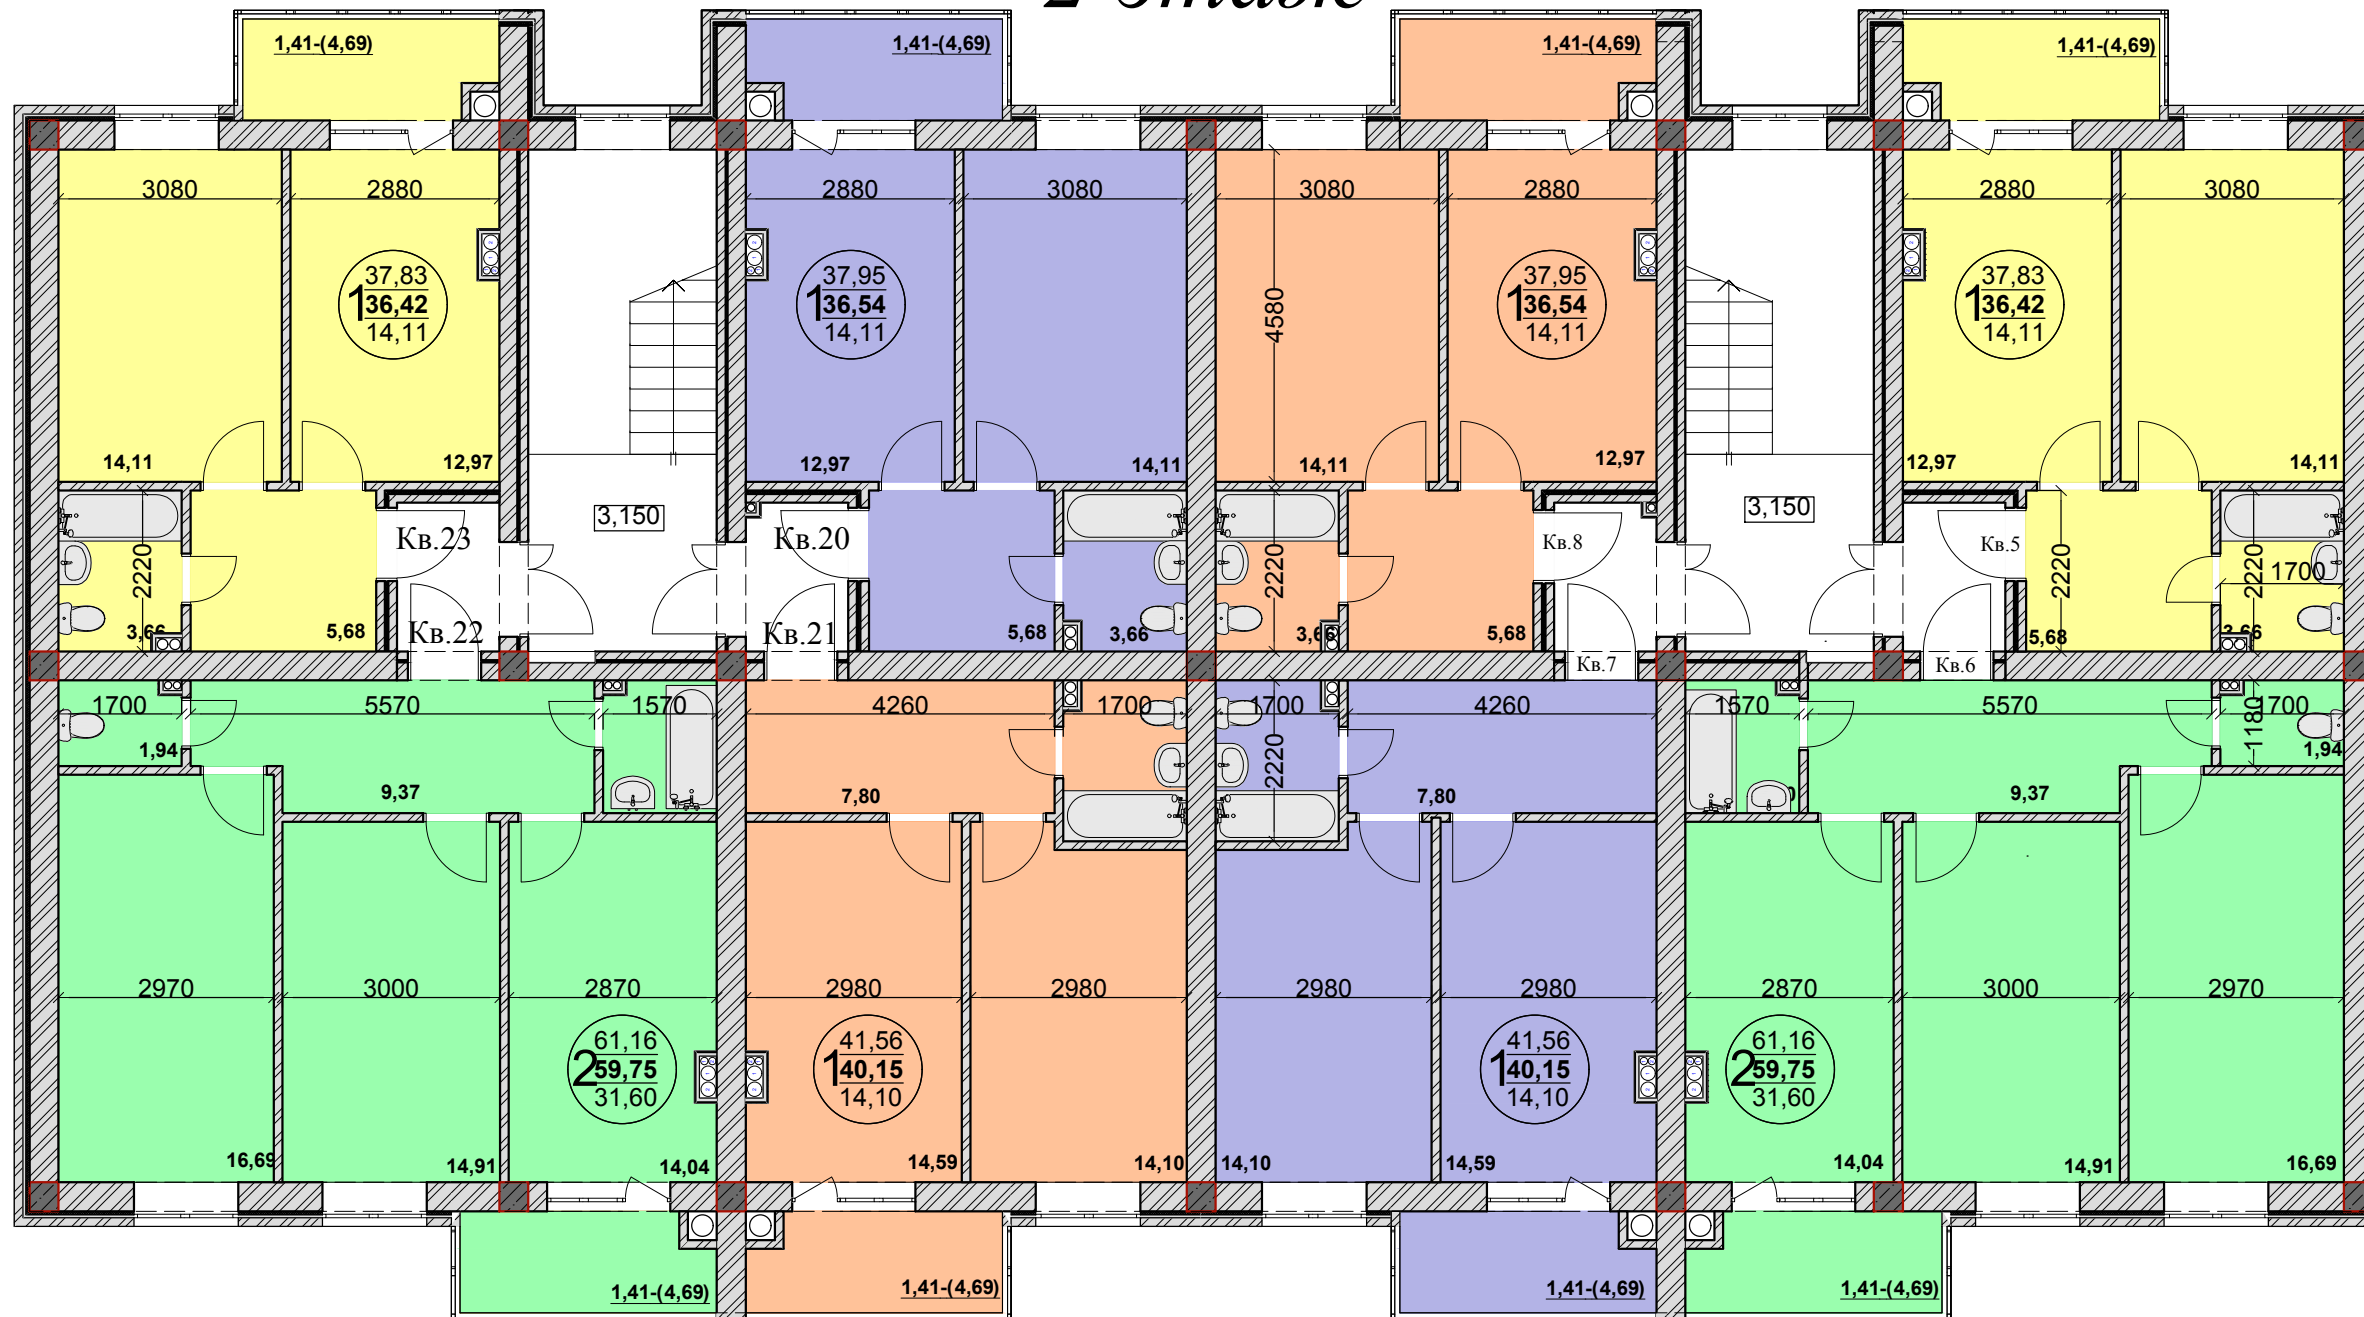 1,41-(4,69) 1,41-(4,69) 1,41-(4,69) 1,41-(4,69)
3080 2880 2880 3080 3080 2880 2880 3080
37,83 37,95 37,95 37,83
1 36,42 1 36,54 1 36,54 1 36,42
14,11 14,11 14,11 14,11
4580
14,11 12,97 12,97 14,11 14,11 12,97 12,97 14,11
3,150 3,150
Кв.23 Кв.20 Кв.8 Кв.5
2220 2220 2220 2220
1700
3,66 5,68 5,68 3,66 3,66 5,68 5,68 3,66
Кв.22 Кв.21 Кв.7 Кв.6
1700 5570 1570 4260 1700 1700 4260 1570 5570 1700
1,94 2220 1180 1,94
9,37 7,80 7,80 9,37
2970 3000 2870 2980 2980 2980 2980 2870 3000 2970
61,16 41,56 41,56 61,16
2 59,75 1 40,15 1 40,15 2 59,75
31,60 14,10 14,10 31,60
16,69 14,91 14,04 14,59 14,10 14,10 14,59 14,04 14,91 16,69
1,41-(4,69) 1,41-(4,69) 1,41-(4,69) 1,41-(4,69)